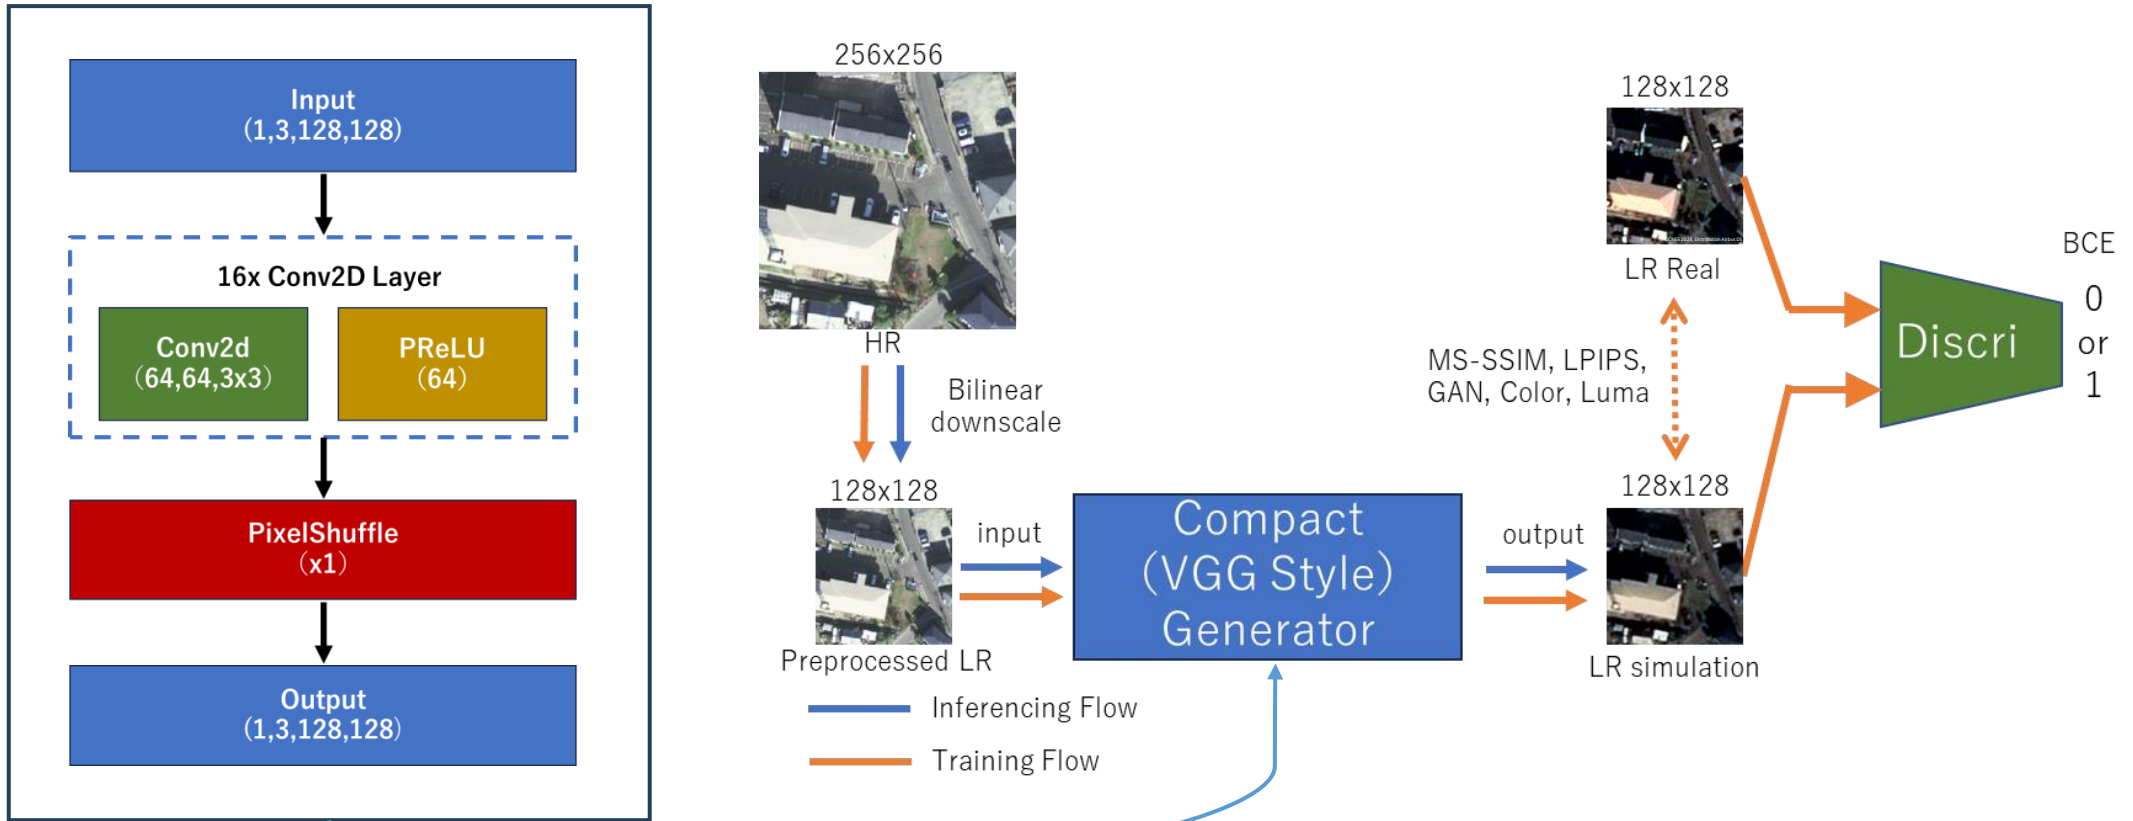 Input
(1,3,128,128)
16x Conv2D Layer
Conv2d
(64,64,3x3)
PReLU
(64)
PixelShuffle
(x1)
Output
(1,3,128,128)
256x256
HR
Bilinear
downscale
128x128
Preprocessed LR
input
Compact
(VGG Style)
Generator
output
128x128
LR Real
MS-SSIM, LPIPS,
GAN, Color, Luma
128x128
LR simulation
Discri
BCE
0
or
1
Inferencing Flow
Training Flow